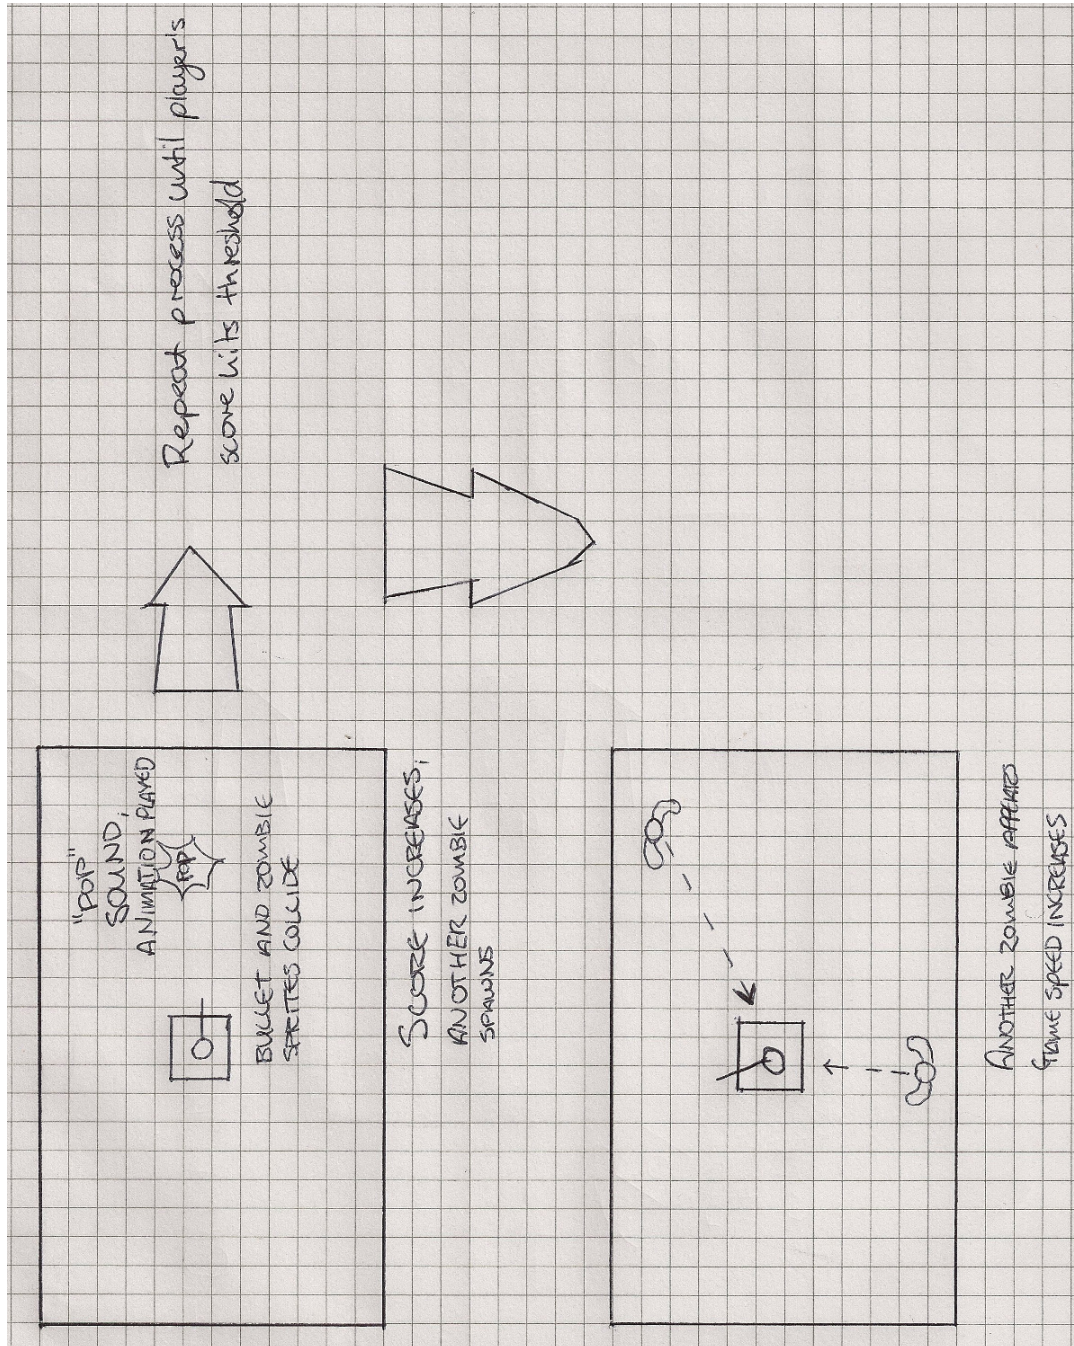 "POP"
SOUND,
ANIMATION PLAYED
POP
BULLET AND ZOMBIE
SPRITES COLLIDE
SCORE INCREASES,
ANOTHER ZOMBIE
SPAWNS
Repeat process until player's
score hits threshold
ANOTHER ZOMBIE APPEARS
GAME SPEED INCREASES